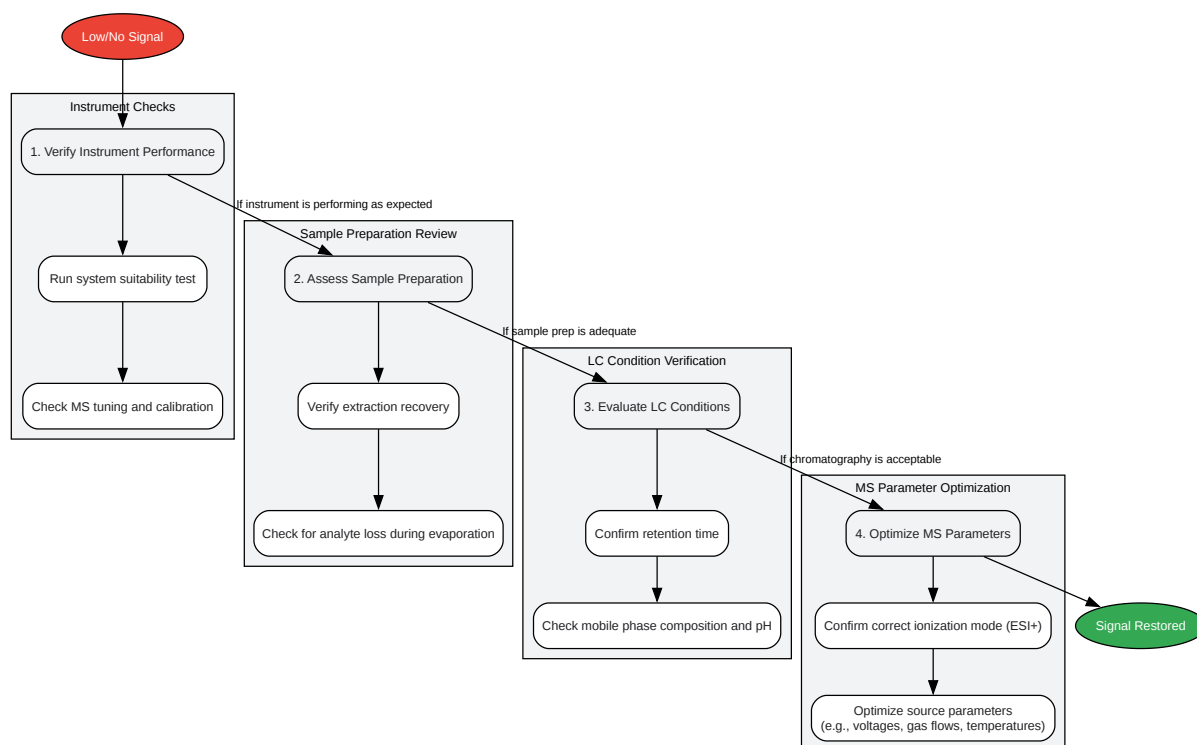 Low/No Signal
Instrument Checks
1. Verify Instrument Performance
If instrument is performing as expected
Run system suitability test
Check MS tuning and calibration
Sample Preparation Review
2. Assess Sample Preparation
If sample prep is adequate
Verify extraction recovery
Check for analyte loss during evaporation
LC Condition Verification
3. Evaluate LC Conditions
If chromatography is acceptable
Confirm retention time
Check mobile phase composition and pH
MS Parameter Optimization
4. Optimize MS Parameters
Confirm correct ionization mode (ESI+)
Optimize source parameters
(e.g., voltages, gas flows, temperatures)
Signal Restored